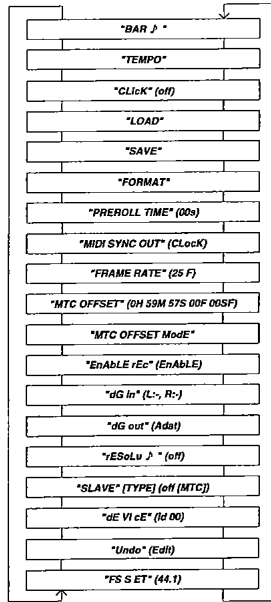 "BAR ♪ "
"TEMPO"
"CLicK" (off)
"LOAD"
"SAVE"
"FORMAT"
"PREROLL TIME" (00s)
"MIDI SYNC OUT" (CLocK)
"FRAME RATE" (25 F)
"MTC OFFSET" (0H 59M 57S 00F 00SF)
"MTC OFFSET ModE"
"EnAbLE rEc" (EnAbLE)
"dG in" (L:-, R:-)
"dG out" (Adat)
"rESoLu ♪ " (off)
"SLAVE" [TYPE] (off [MTC])
"dE Vi cE" (id 00)
"Undo" (Edit)
"FS S ET" (44.1)